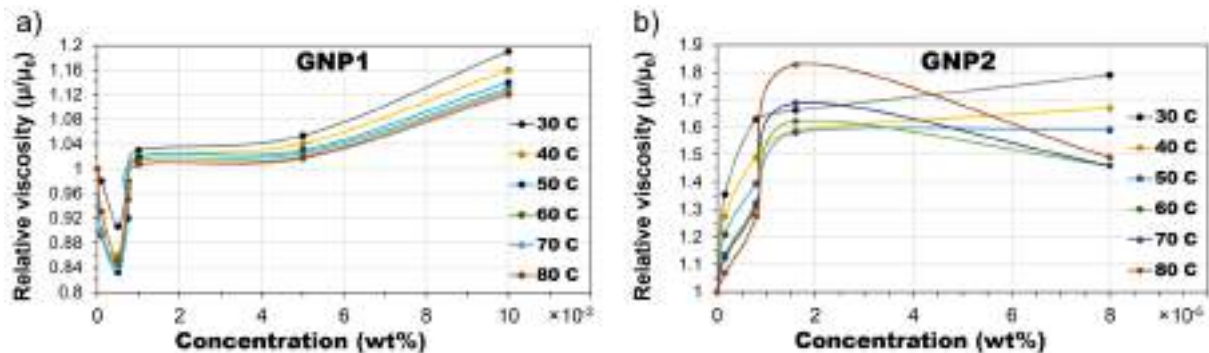 a)
GNP1
Relative viscosity (μ/μ₀)
1.2
1.16
1.12
1.08
1.04
1
0.96
0.92
0.88
0.84
0.8
30 C
40 C
50 C
60 C
70 C
80 C
0 2 4 6 8 10 ×10⁻³
Concentration (wt%)
b)
GNP2
Relative viscosity (μ/μ₀)
1.9
1.8
1.7
1.6
1.5
1.4
1.3
1.2
1.1
1
30 C
40 C
50 C
60 C
70 C
80 C
0 2 4 6 8 ×10⁻⁵
Concentration (wt%)